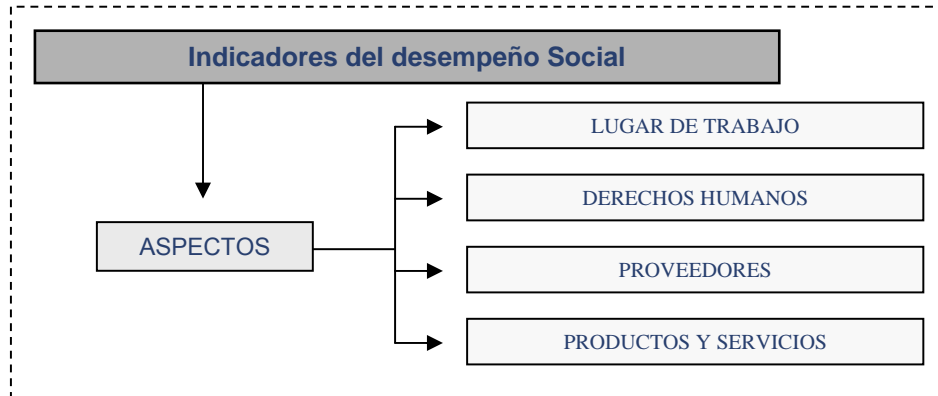 Indicadores del desempeño Social
LUGAR DE TRABAJO
DERECHOS HUMANOS
ASPECTOS
PROVEEDORES
PRODUCTOS Y SERVICIOS